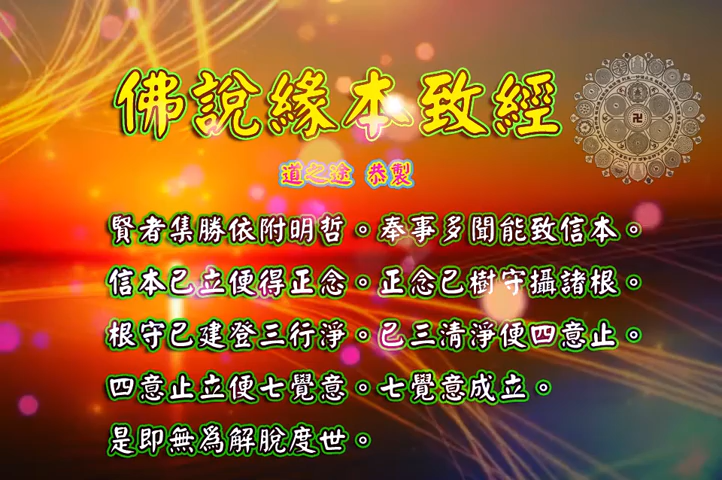 佛說緣本致經
道之途 恭製
賢者集勝依附明哲。奉事多聞能致信本。
信本已立便得正念。正念已樹守攝諸根。
根守已建登三行淨。已三清淨便四意止。
四意止立便七覺意。七覺意成立。
是即無為解脫度世。
卍